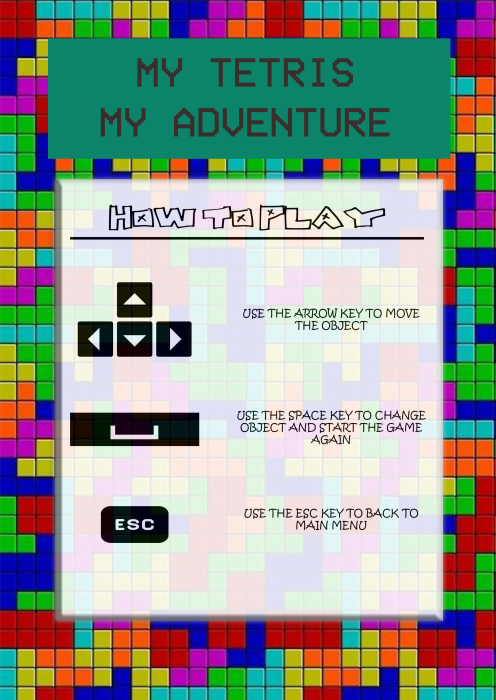 MY TETRIS
MY ADVENTURE
HOW TO PLAY
USE THE ARROW KEY TO MOVE
THE OBJECT
USE THE SPACE KEY TO CHANGE
OBJECT AND START THE GAME
AGAIN
ESC
USE THE ESC KEY TO BACK TO
MAIN MENU